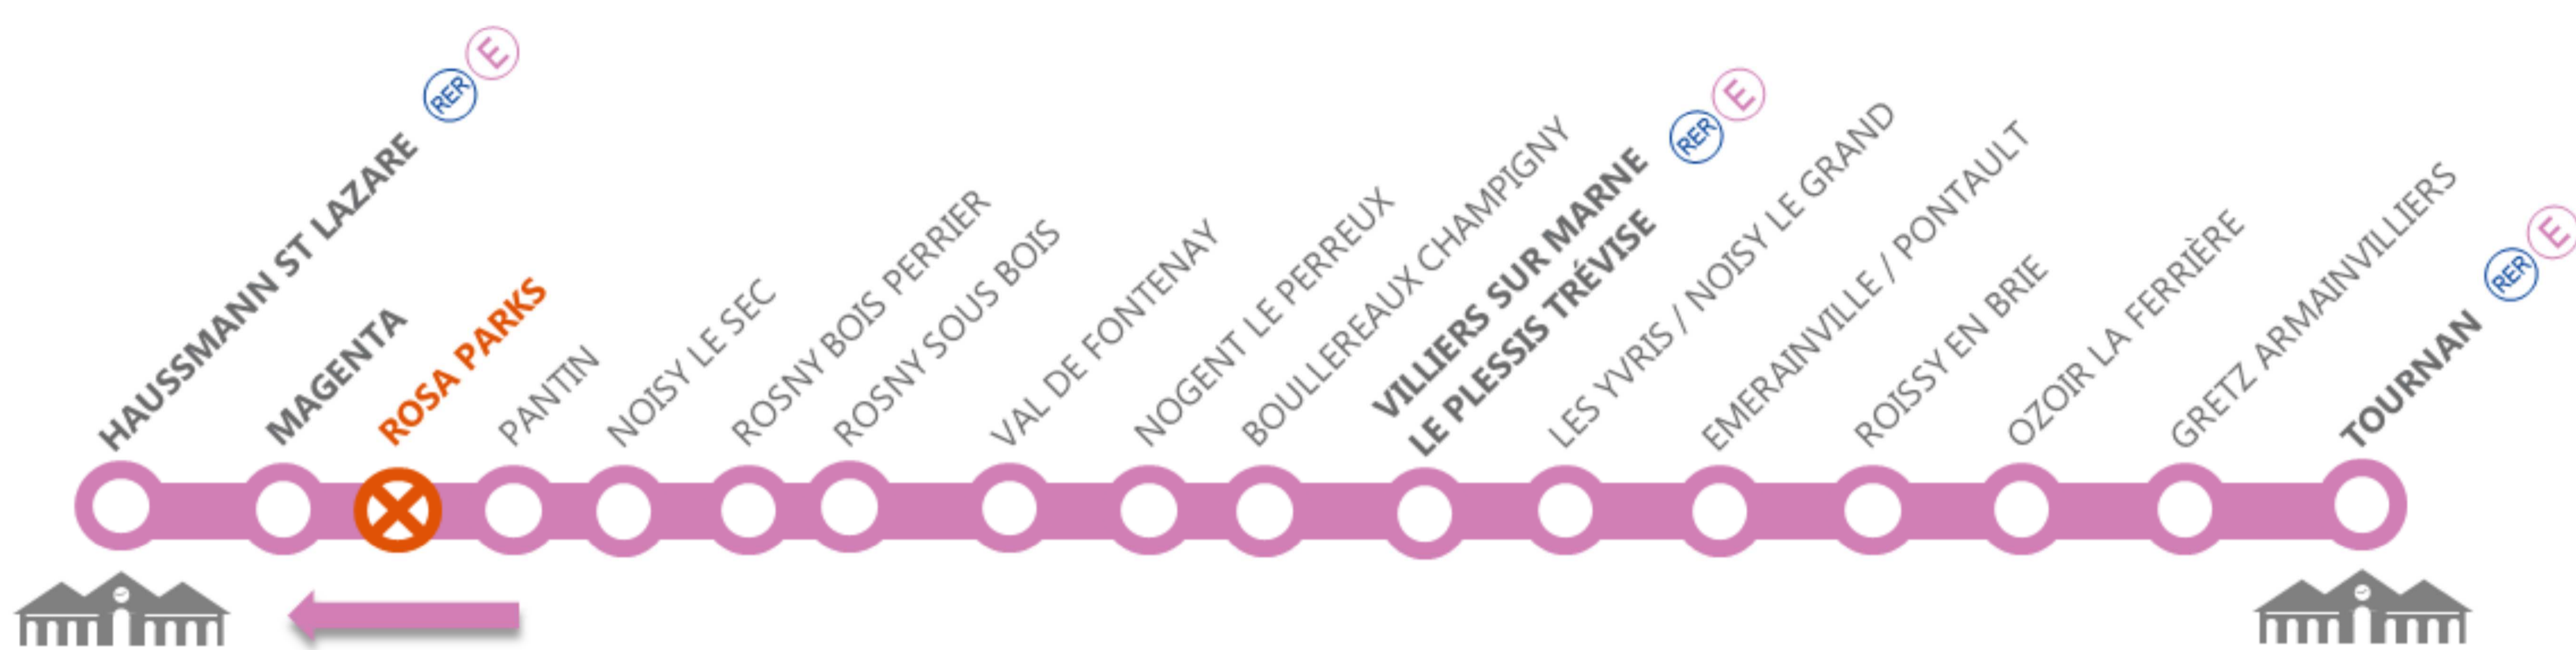 HAUSSMANN ST LAZARE RER E
MAGENTA
ROSA PARKS
PANTIN
NOISY LE SEC
ROSNY BOIS PERRIER
ROSNY SOUS BOIS
VAL DE FONTENAY
NOGENT LE PERREUX
BOULLEREAUX CHAMPIGNY
VILLIERS SUR MARNE
LE PLESSIS TRÉVISE
RER E
LES YVRIS / NOISY LE GRAND
EMERAINVILLE / PONTAULT
ROISSY EN BRIE
OZOIR LA FERRIÈRE
GRETZ ARMAINVILLIERS
TOURNAN RER E